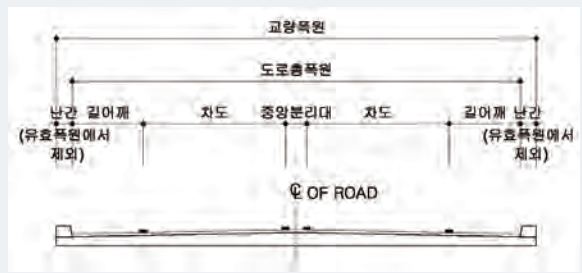 교량폭원
도로총폭원
난간 길어깨 차도 중앙분리대 차도 길어깨 난간
(유효폭원에서 제외) (유효폭원에서 제외)
℄ OF ROAD